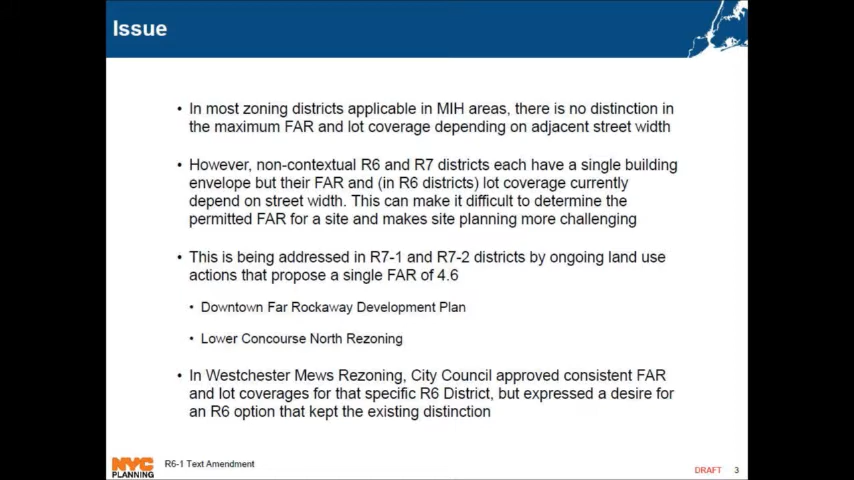 Issue
• In most zoning districts applicable in MIH areas, there is no distinction in
the maximum FAR and lot coverage depending on adjacent street width
• However, non-contextual R6 and R7 districts each have a single building
envelope but their FAR and (in R6 districts) lot coverage currently
depend on street width. This can make it difficult to determine the
permitted FAR for a site and makes site planning more challenging
• This is being addressed in R7-1 and R7-2 districts by ongoing land use
actions that propose a single FAR of 4.6
• Downtown Far Rockaway Development Plan
• Lower Concourse North Rezoning
• In Westchester Mews Rezoning, City Council approved consistent FAR
and lot coverages for that specific R6 District, but expressed a desire for
an R6 option that kept the existing distinction
NYC
PLANNING
R6-1 Text Amendment
DRAFT 3